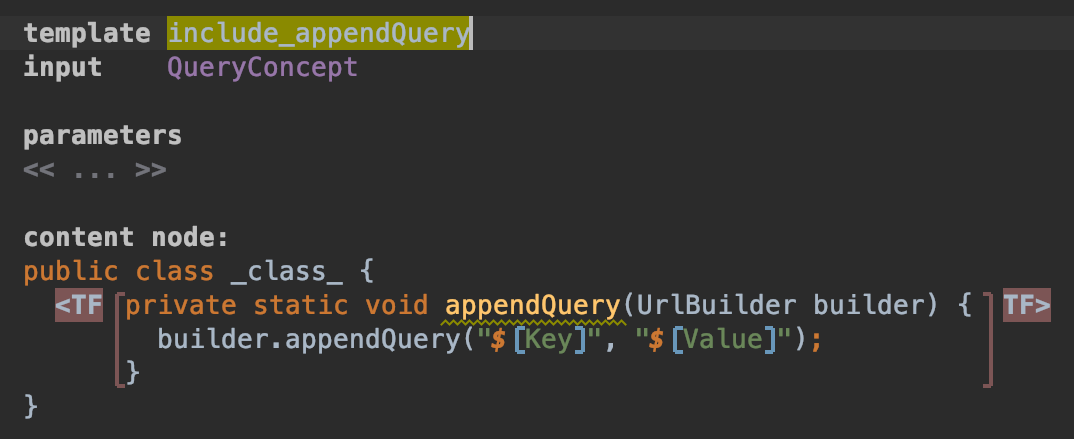 template include_appendQuery
input QueryConcept
parameters
<< ... >>
content node:
public class _class_ {
<TF [private static void appendQuery(UrlBuilder builder) { ] TF>
builder.appendQuery("$[Key]", "$[Value]");
}
}